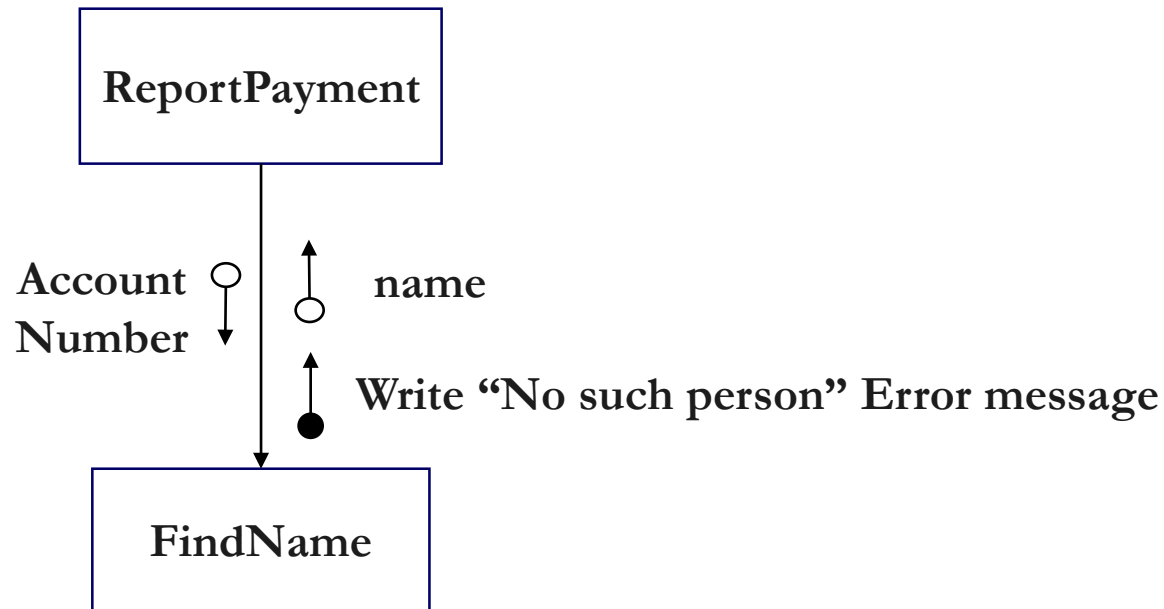 ReportPayment
Account
Number
name
Write “No such person” Error message
FindName